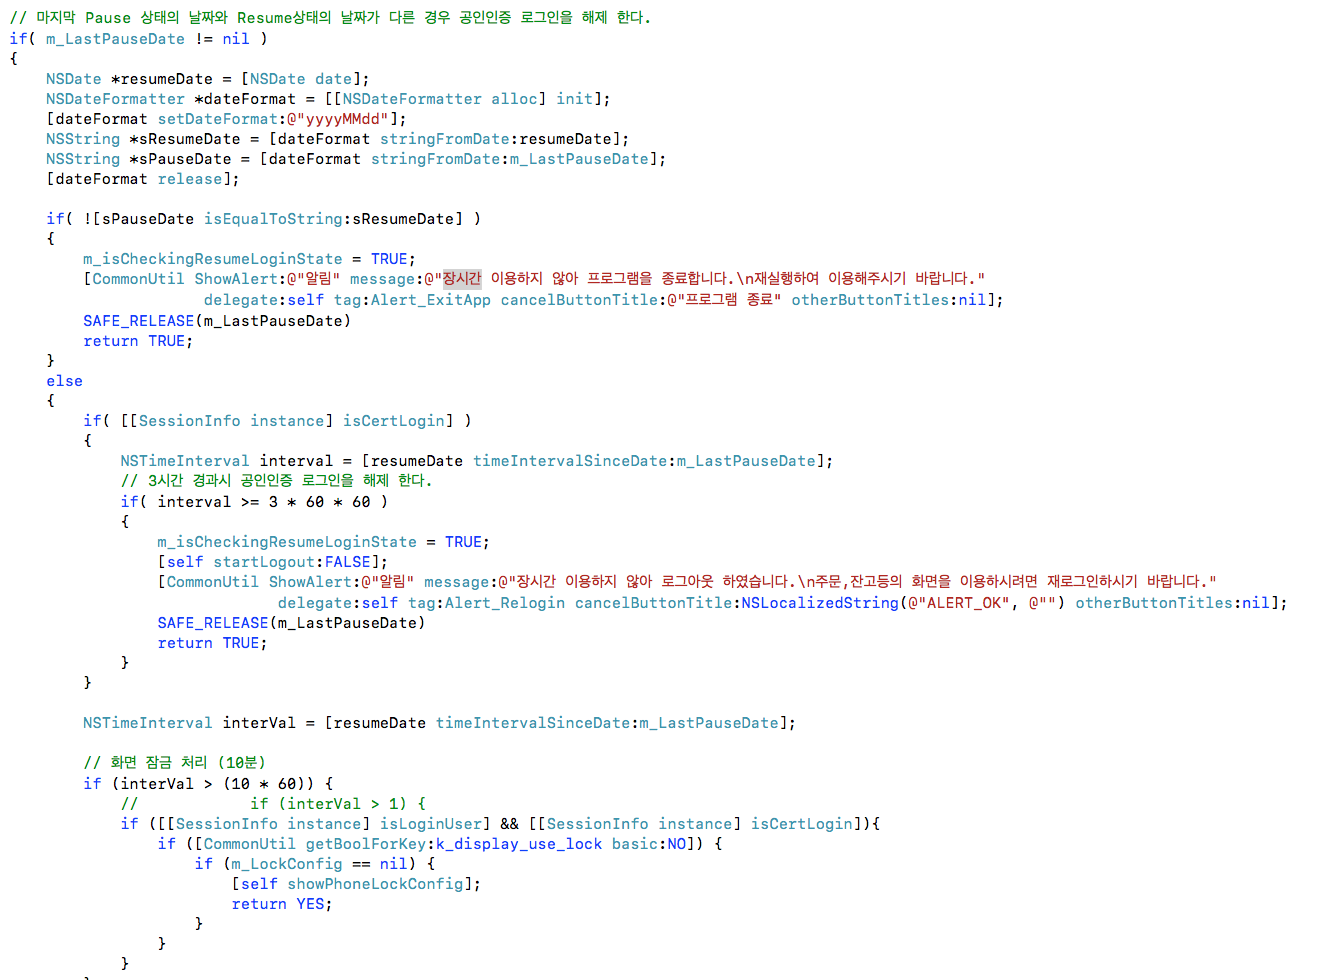 // 마지막 Pause 상태의 날짜와 Resume상태의 날짜가 다른 경우 공인인증 로그인을 해제 한다.
if( m_LastPauseDate != nil )
{
    NSDate *resumeDate = [NSDate date];
    NSDateFormatter *dateFormat = [[NSDateFormatter alloc] init];
    [dateFormat setDateFormat:@"yyyyMMdd"];
    NSString *sResumeDate = [dateFormat stringFromDate:resumeDate];
    NSString *sPauseDate = [dateFormat stringFromDate:m_LastPauseDate];
    [dateFormat release];
    if( ![sPauseDate isEqualToString:sResumeDate] )
    {
        m_isCheckingResumeLoginState = TRUE;
        [CommonUtil ShowAlert:@"알림" message:@"장시간 이용하지 않아 프로그램을 종료합니다.\n재실행하여 이용해주시기 바랍니다."
                     delegate:self tag:Alert_ExitApp cancelButtonTitle:@"프로그램 종료" otherButtonTitles:nil];
        SAFE_RELEASE(m_LastPauseDate)
        return TRUE;
    }
    else
    {
        if( [[SessionInfo instance] isCertLogin] )
        {
            NSTimeInterval interval = [resumeDate timeIntervalSinceDate:m_LastPauseDate];
            // 3시간 경과시 공인인증 로그인을 해제 한다.
            if( interval >= 3 * 60 * 60 )
            {
                m_isCheckingResumeLoginState = TRUE;
                [self startLogout:FALSE];
                [CommonUtil ShowAlert:@"알림" message:@"장시간 이용하지 않아 로그아웃 하였습니다.\n주문,잔고등의 화면을 이용하시려면 재로그인하시기 바랍니다."
                             delegate:self tag:Alert_Relogin cancelButtonTitle:NSLocalizedString(@"ALERT_OK", @"") otherButtonTitles:nil];
                SAFE_RELEASE(m_LastPauseDate)
                return TRUE;
            }
        }
        NSTimeInterval interVal = [resumeDate timeIntervalSinceDate:m_LastPauseDate];
        // 화면 잠금 처리 (10분)
        if (interVal > (10 * 60)) {
            //            if (interVal > 1) {
            if ([[SessionInfo instance] isLoginUser] && [[SessionInfo instance] isCertLogin]){
                if ([CommonUtil getBoolForKey:k_display_use_lock basic:NO]) {
                    if (m_LockConfig == nil) {
                        [self showPhoneLockConfig];
                        return YES;
                    }
                }
            }